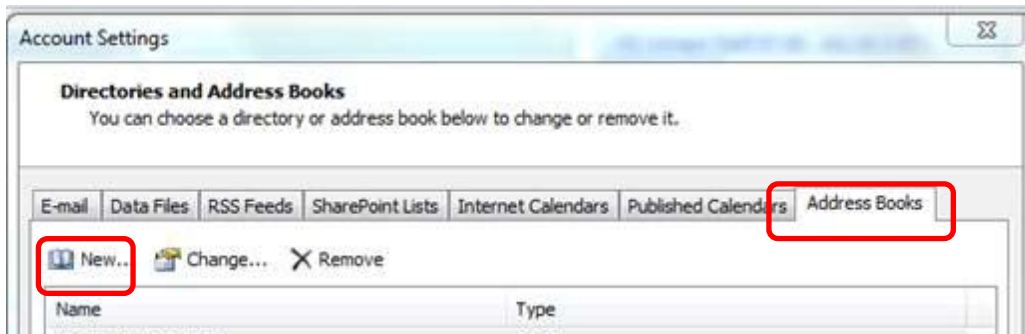 Account Settings
Directories and Address Books
You can choose a directory or address book below to change or remove it.
E-mail Data Files RSS Feeds SharePoint Lists Internet Calendars Published Calendars Address Books
New... Change... Remove
Name Type